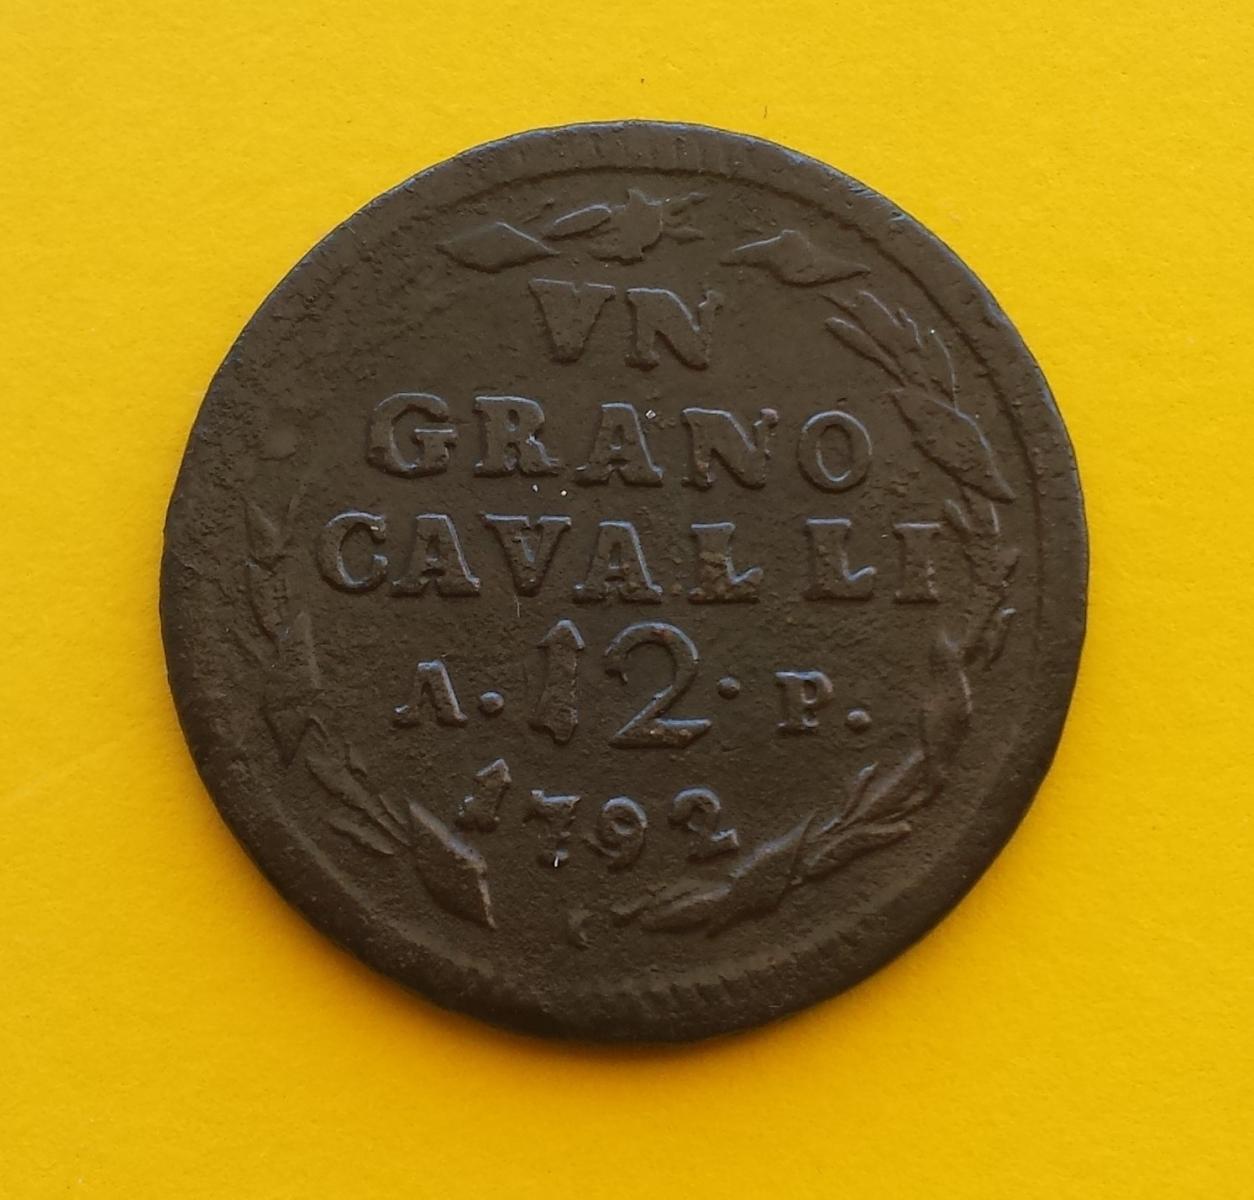 VN
GRANO
CAVALLI
A. 12. P.
1792